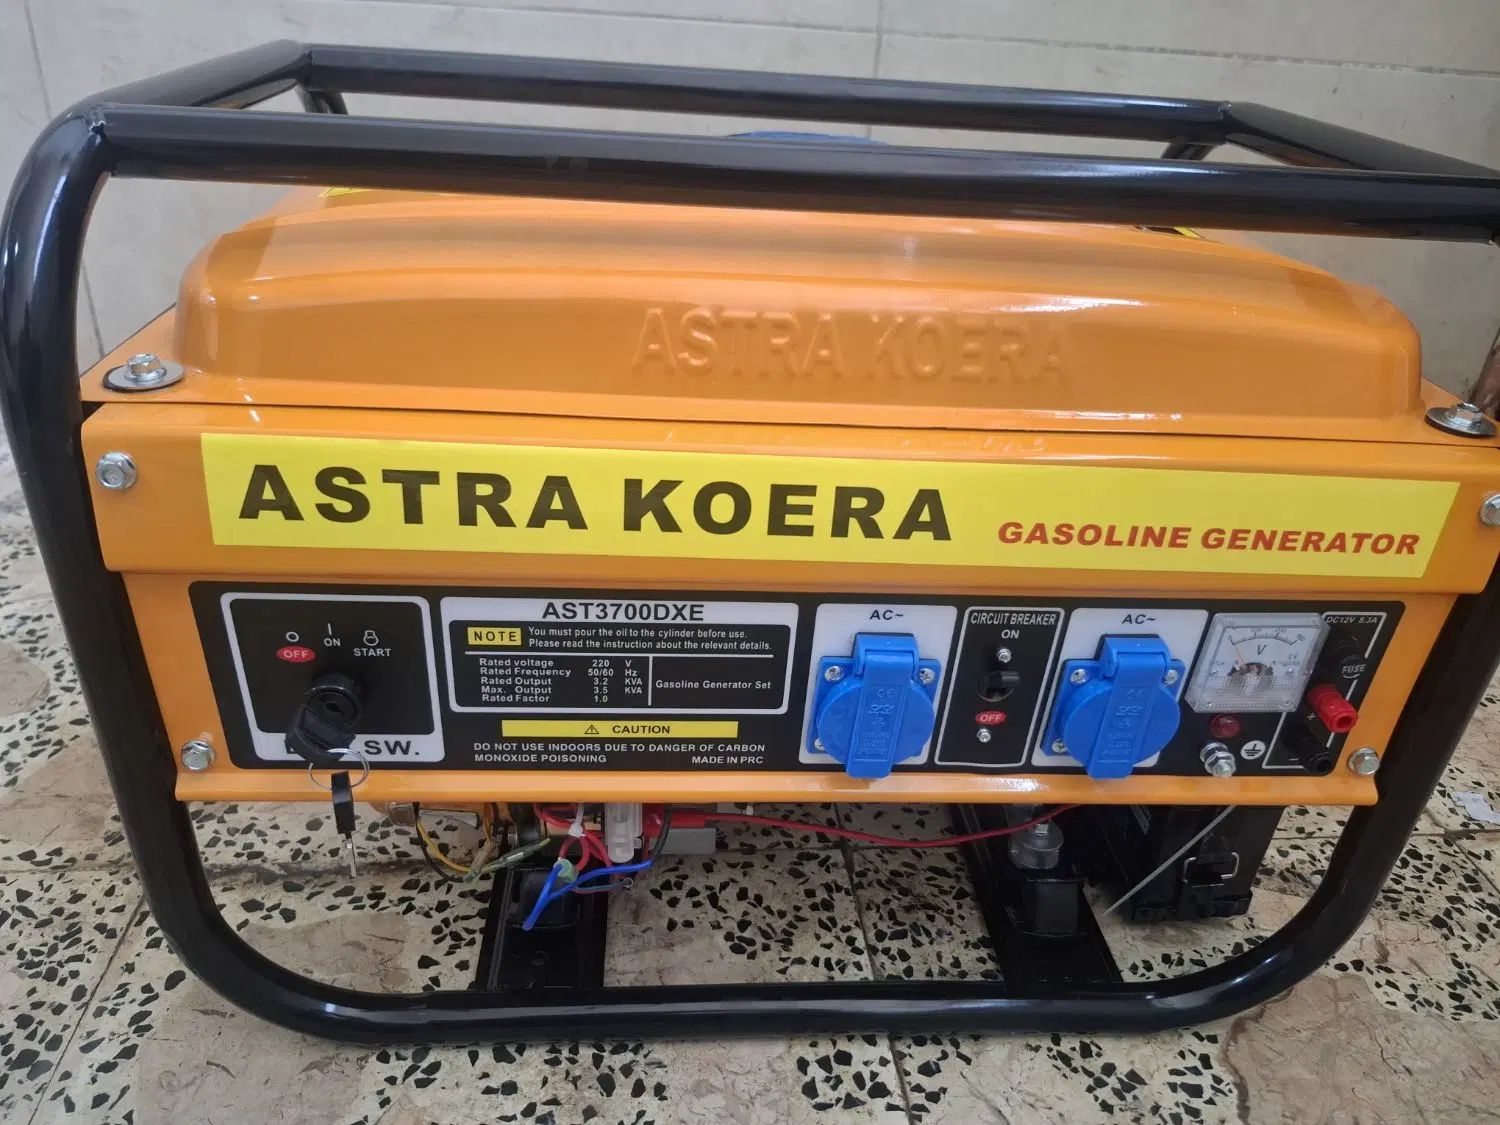 ASTRA KOERA
ASTRA KOERA GASOLINE GENERATOR
OFF ON START
SW.
AST3700DXE
NOTE You must pour the oil to the cylinder before use.
Please read the instruction about the relevant details.
Rated voltage 220 V
Rated Frequency 50/60 Hz
Rated Output 3.2 KVA
Max. Output 3.5 KVA
Rated Factor 1.0
Gasoline Generator Set
CAUTION
DO NOT USE INDOORS DUE TO DANGER OF CARBON
MONOXIDE POISONING MADE IN PRC
AC~
CIRCUIT BREAKER
ON
OFF
AC~
V
DC12V 8.3A
FUSE